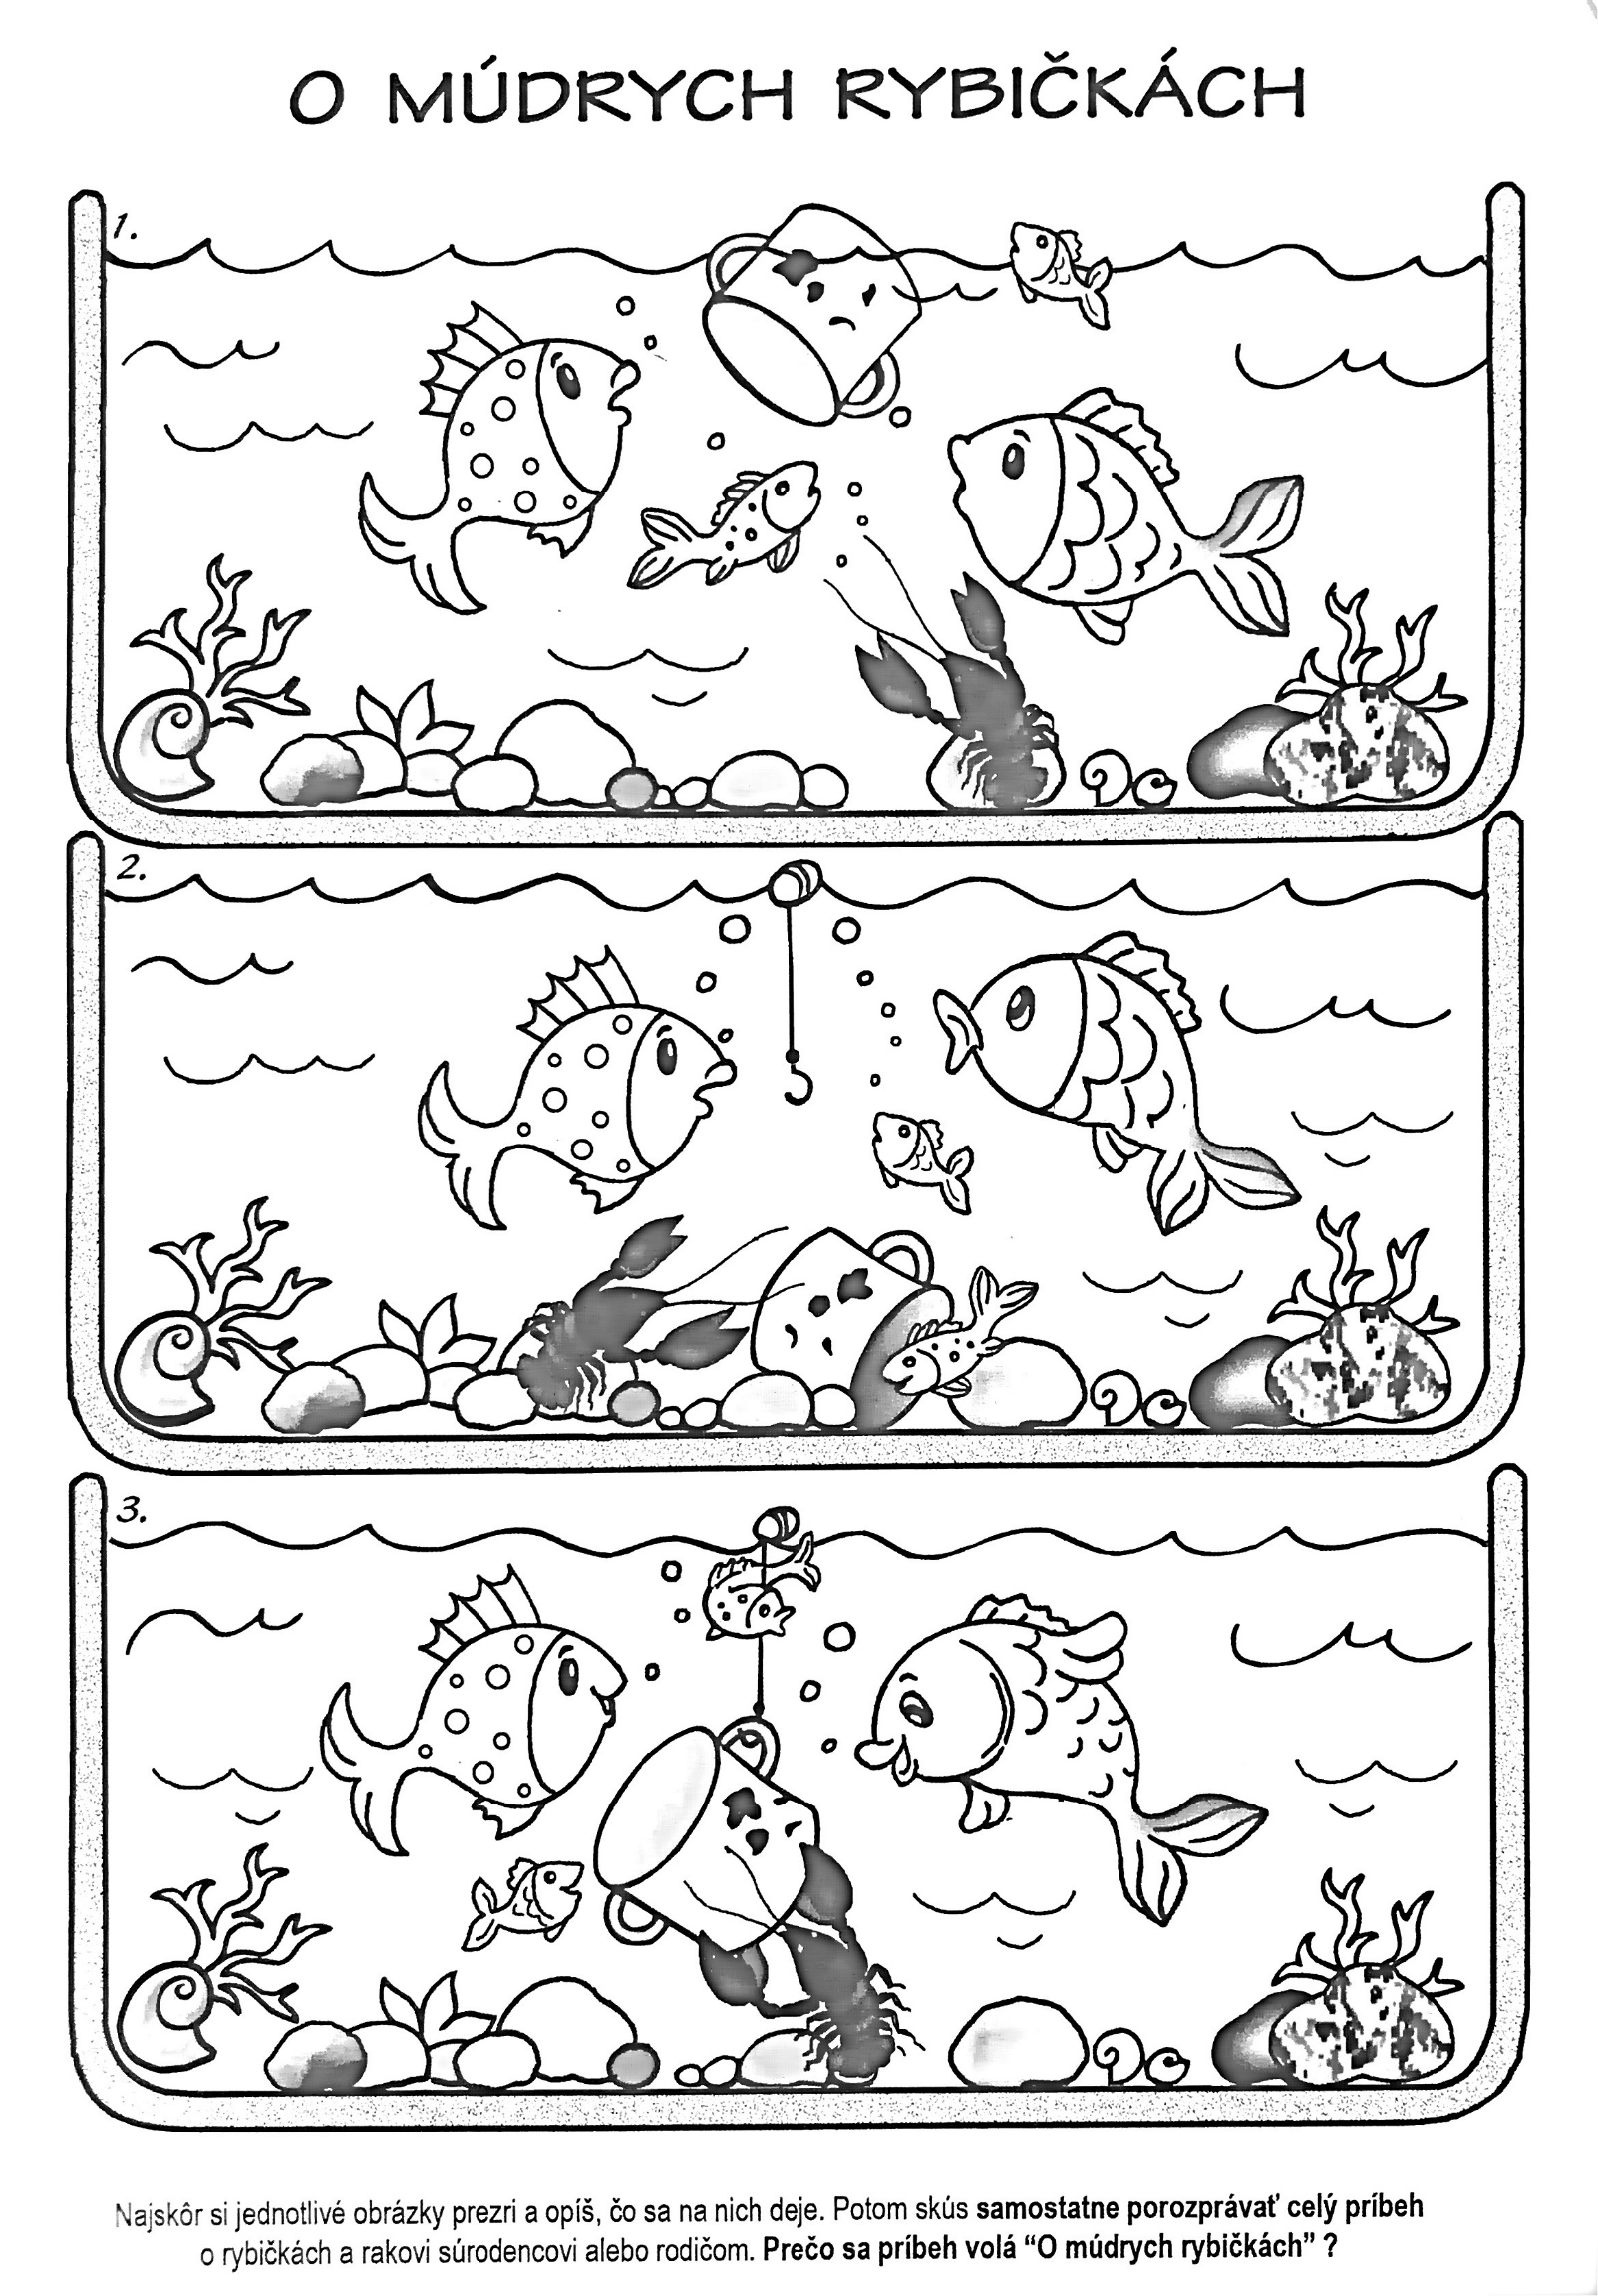 O MÚDRYCH RYBIČKÁCH
1.
2.
3.
Najskôr si jednotlivé obrázky prezri a opíš, čo sa na nich deje. Potom skús samostatne porozprávať celý príbeh
o rybičkách a rakovi súrodencovi alebo rodičom. Prečo sa príbeh volá “O múdrych rybičkách” ?